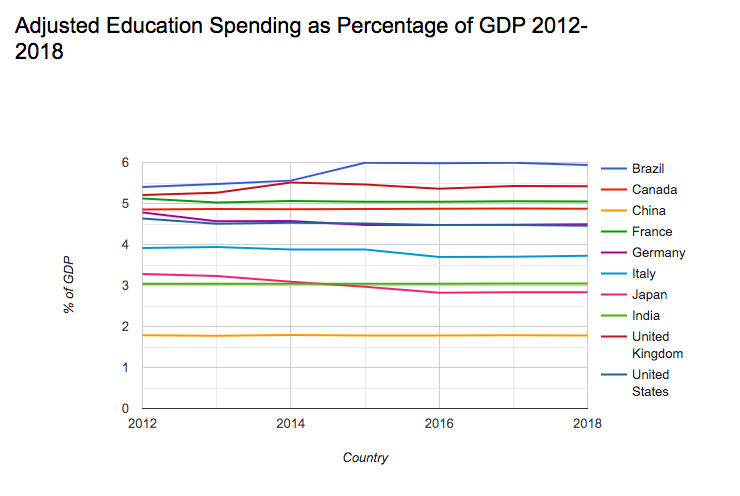 Adjusted Education Spending as Percentage of GDP 2012-
2018
% of GDP
6
5
4
3
2
1
0
2012
2014
2016
2018
Country
Brazil
Canada
China
France
Germany
Italy
Japan
India
United
Kingdom
United
States